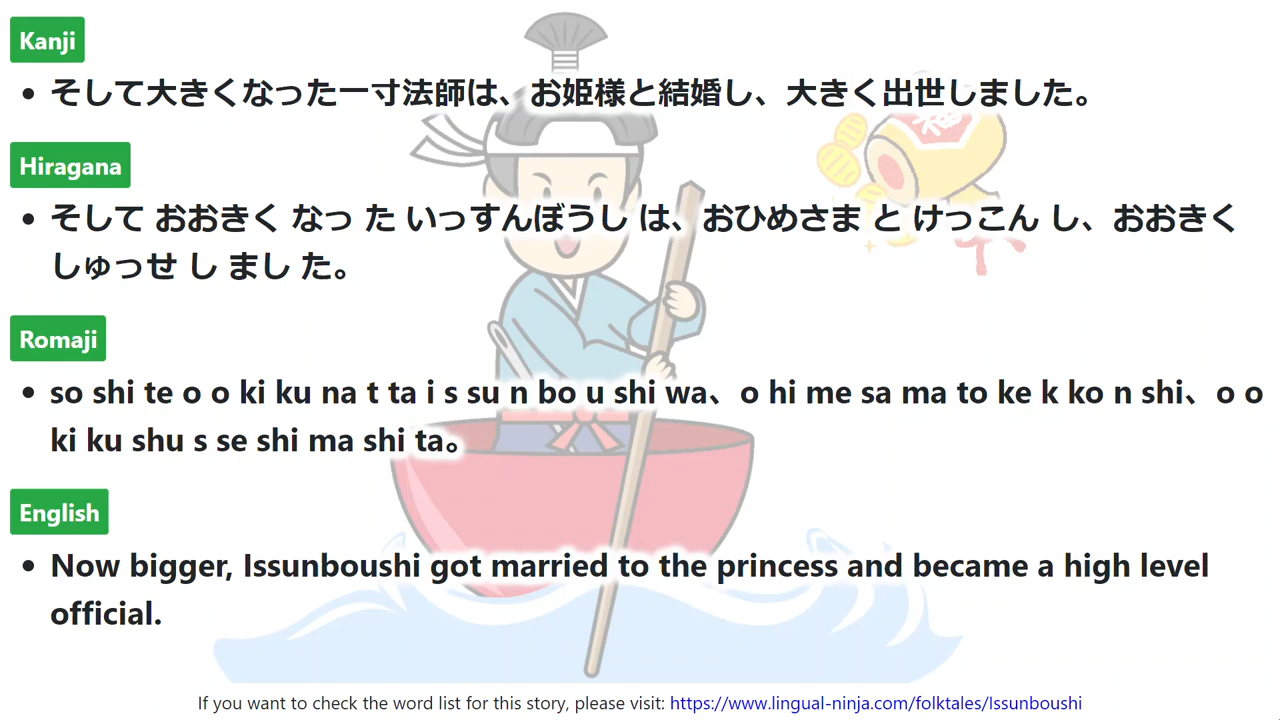 Kanji
• そして大きくなった一寸法師は、お姫様と結婚し、大きく出世しました。
Hiragana
• そして おおきく なっ た いっすんぼうし は、おひめさま と けっこん し、おおきく
しゅっせ し まし た。
Romaji
• so shi te o o ki ku na t ta i s su n bo u shi wa、o hi me sa ma to ke k ko n shi、o o
ki ku shu s se shi ma shi ta。
English
• Now bigger, Issunboushi got married to the princess and became a high level
official.
If you want to check the word list for this story, please visit: https://www.lingual-ninja.com/folktales/Issunboushi
福